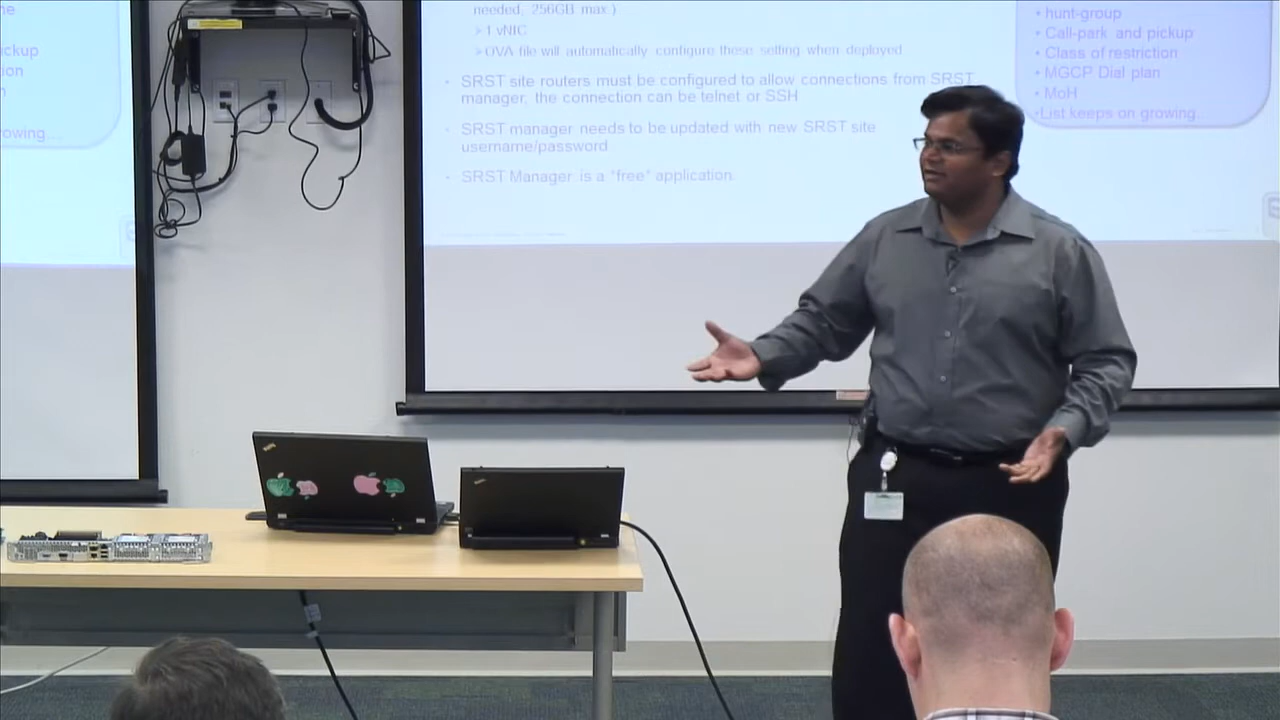 ne
ickup
ion
n
rowing
needed, 256GB max )
1 vNIC
OVA file will automatically configure these setting when deployed
SRST site routers must be configured to allow connections from SRST
manager; the connection can be telnet or SSH
SRST manager needs to be updated with new SRST site
username/password
SRST Manager is a "free" application.
• hunt-group
• Call-park and pickup
• Class of restriction
• MGCP Dial plan
• MoH
•List keeps on growing